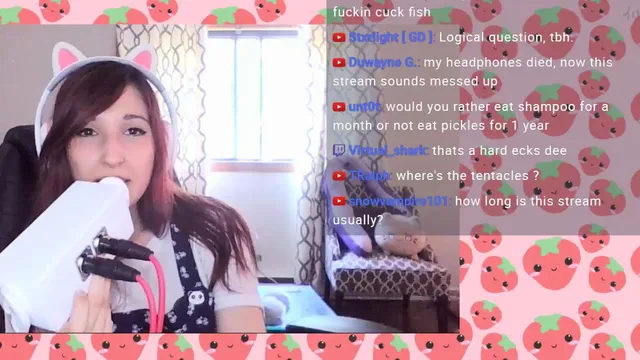 fuckin cuck fish
Starlight [ GD ]: Logical question, tbh.
Duwayne G.: my headphones died, now this
stream sounds messed up
unt0t: would you rather eat shampoo for a
month or not eat pickles for 1 year
Virtual_shark: thats a hard ecks dee
where's the tentacles ?
snowvampire101: how long is this stream
usually?